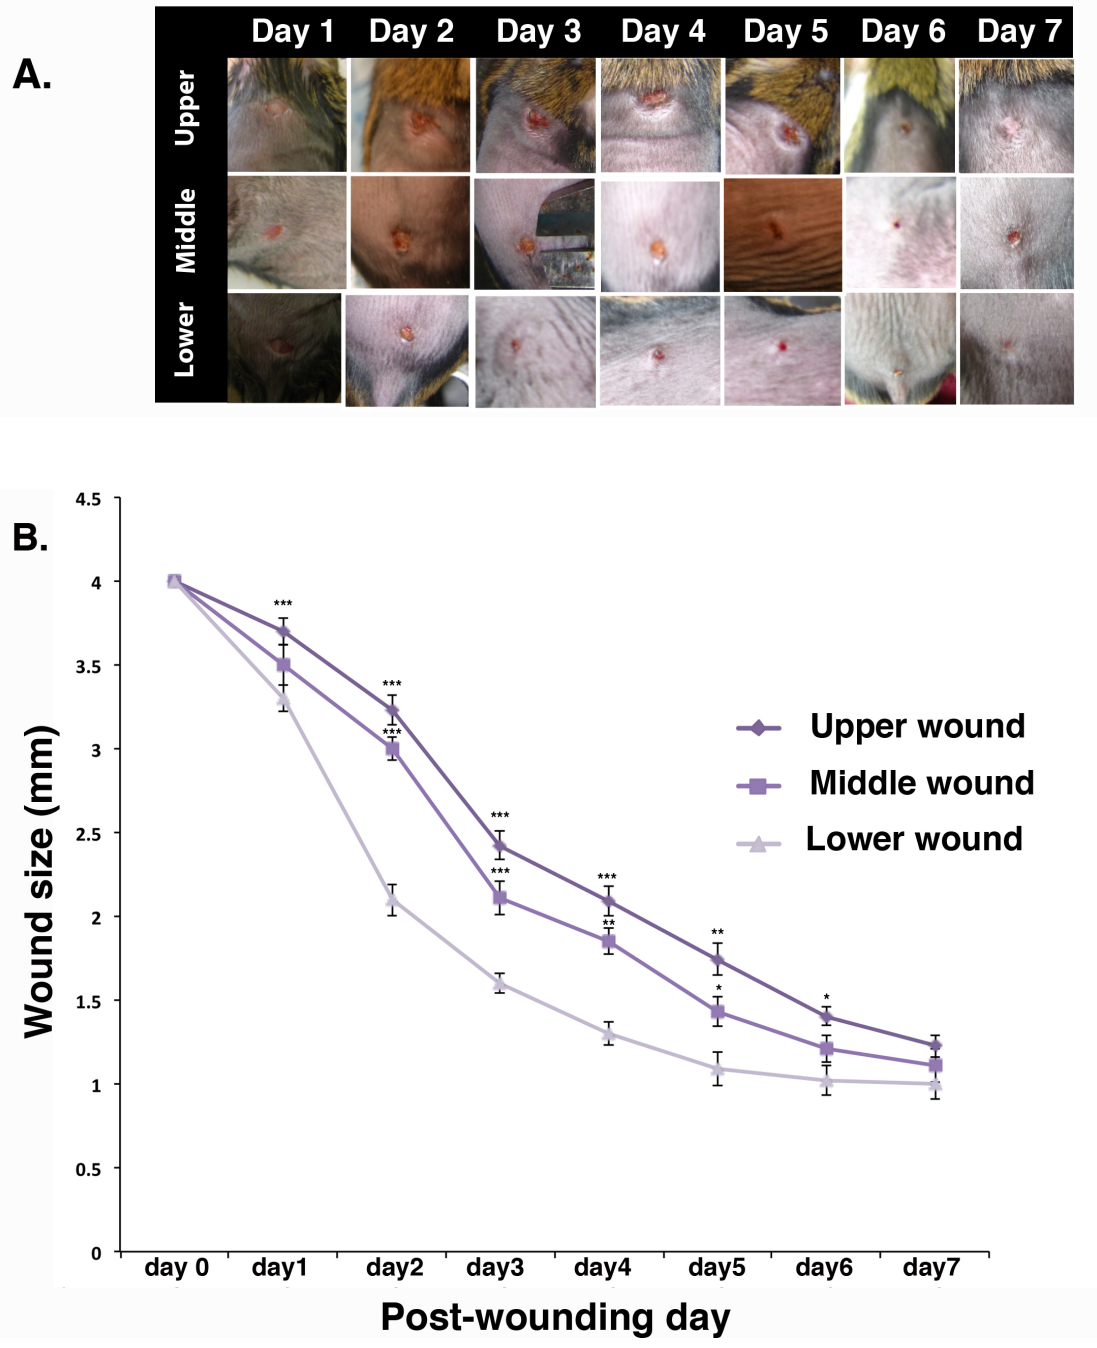 A.
Day 1 Day 2 Day 3 Day 4 Day 5 Day 6 Day 7
Upper
Middle
Lower
B.
4.5
4
3.5
3
2.5
2
1.5
1
0.5
0
Wound size (mm)
***
***
***
***
***
***
**
**
*
*
Upper wound
Middle wound
Lower wound
day 0 day1 day2 day3 day4 day5 day6 day7
Post-wounding day